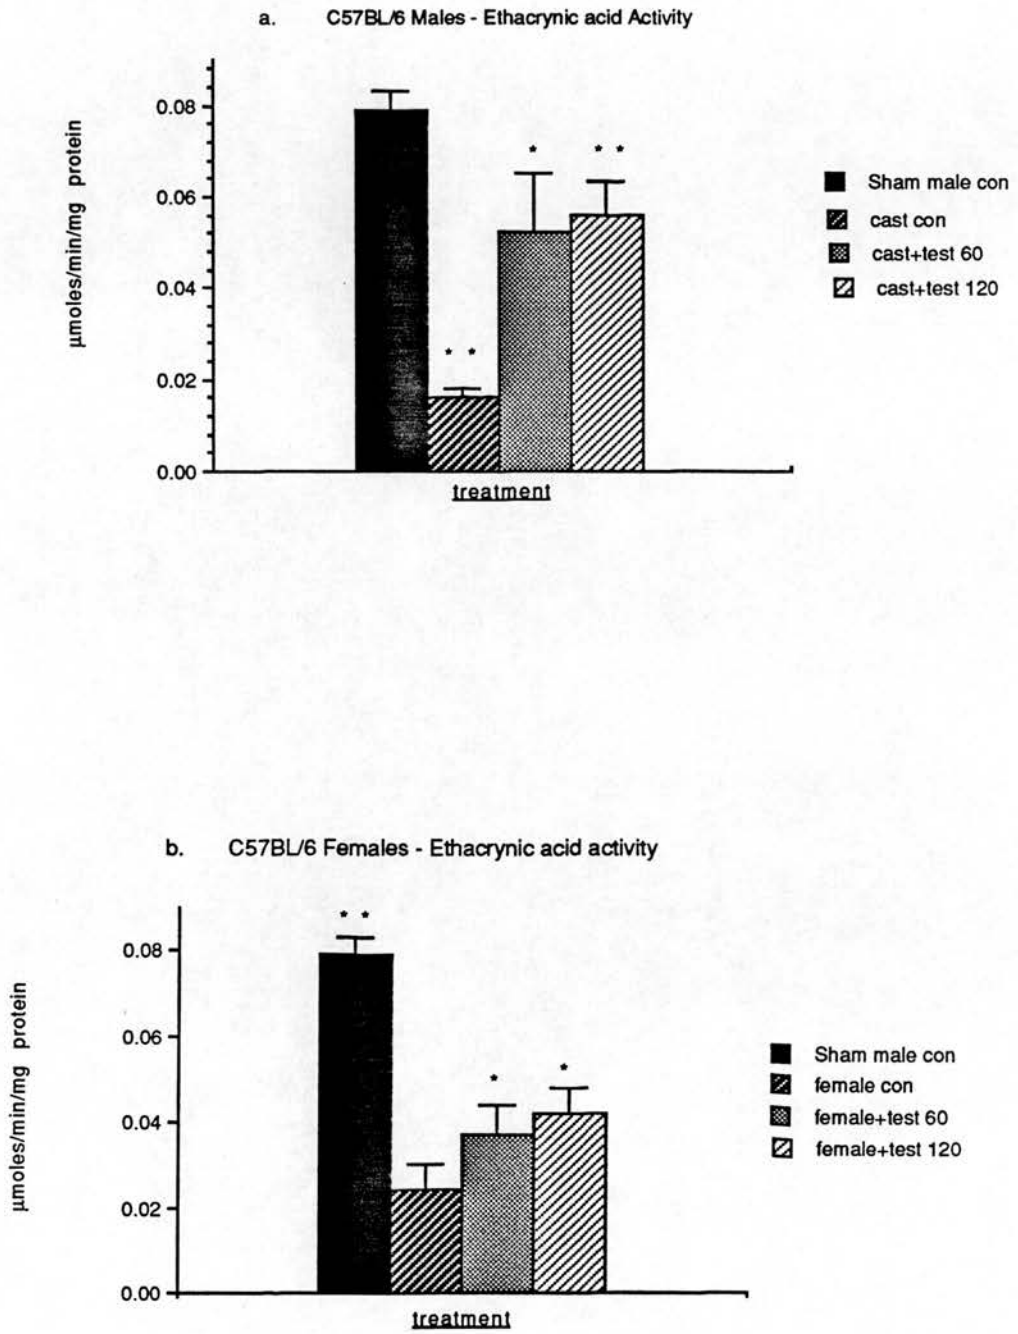 a. C57BL/6 Males - Ethacrynic acid Activity
µmoles/min/mg protein
0.08
0.06
0.04
0.02
0.00
* *
*
* *
treatment
Sham male con
cast con
cast+test 60
cast+test 120
b. C57BL/6 Females - Ethacrynic acid activity
µmoles/min/mg protein
0.08
0.06
0.04
0.02
0.00
* *
*
*
treatment
Sham male con
female con
female+test 60
female+test 120